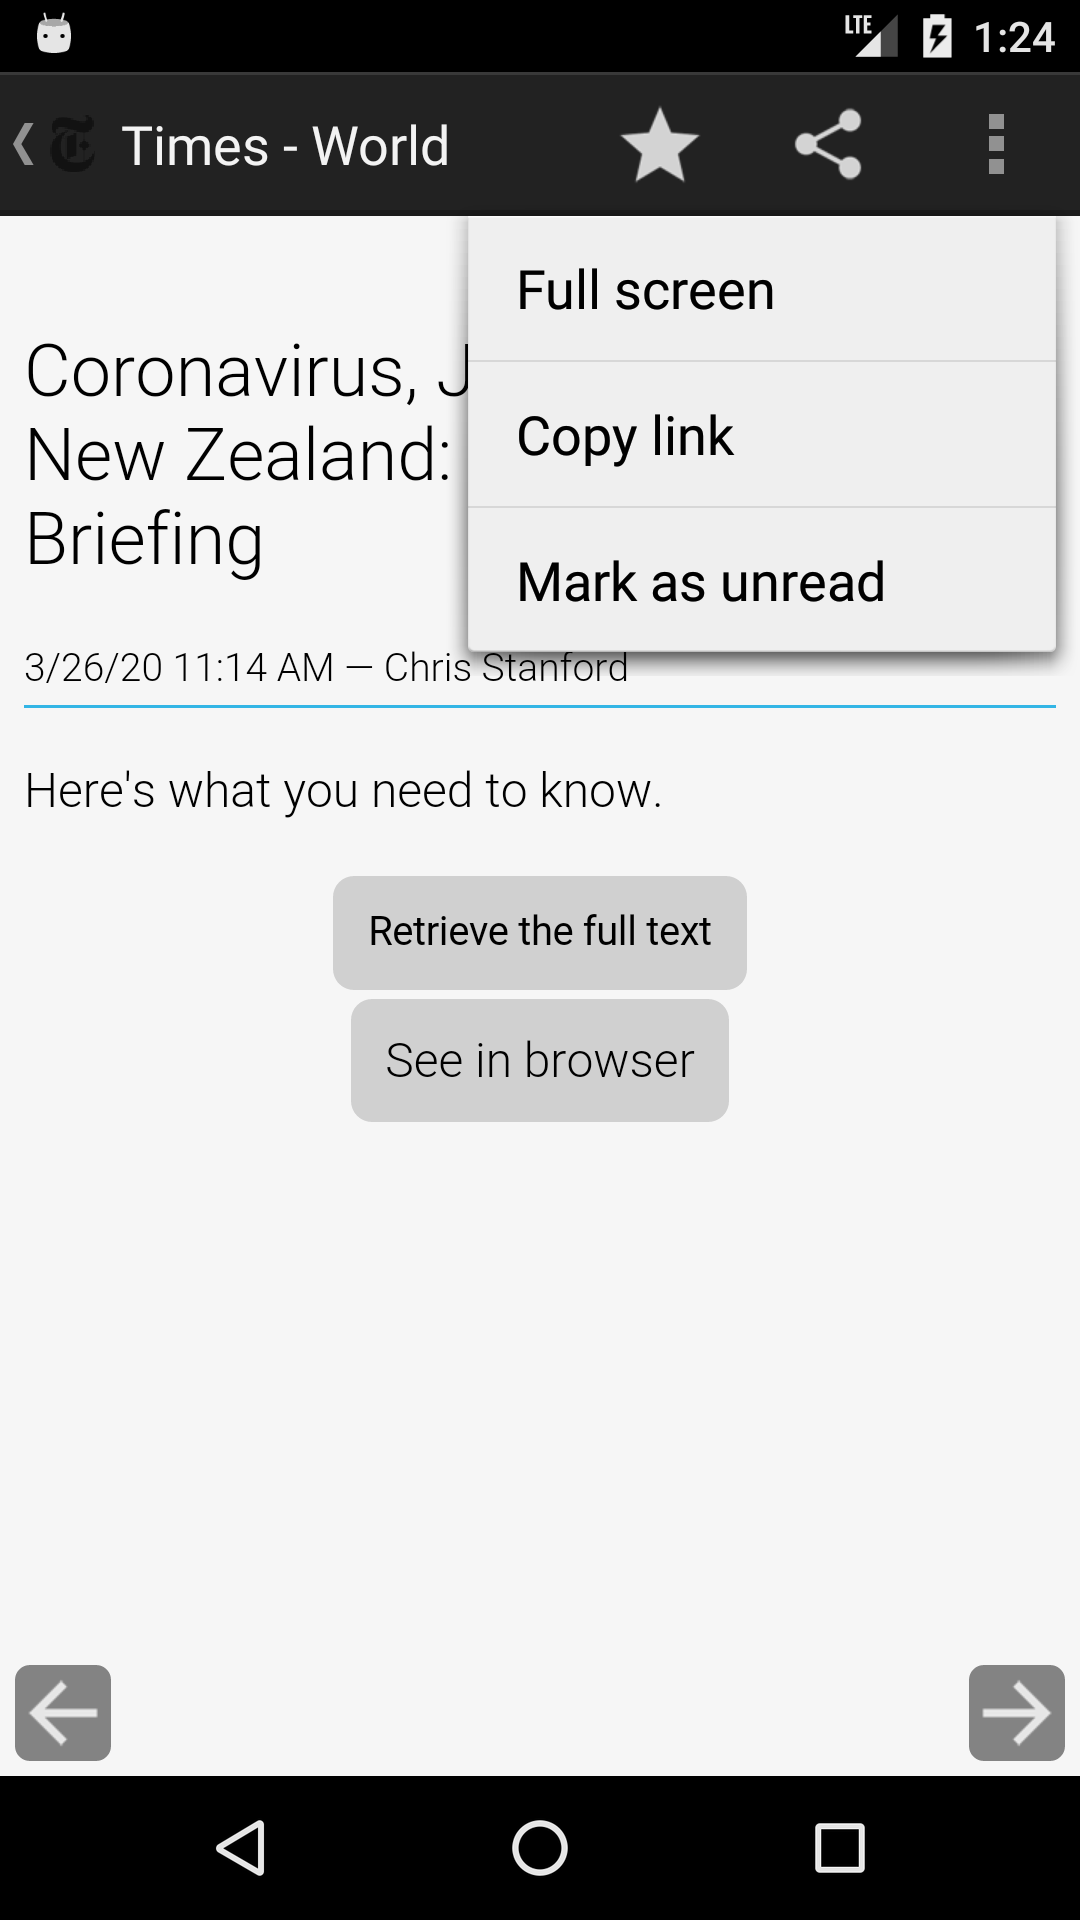 LTE 1:24
Times - World
Full screen
Copy link
Mark as unread
Coronavirus, J
New Zealand:
Briefing
3/26/20 11:14 AM — Chris Stanford
Here's what you need to know.
Retrieve the full text
See in browser